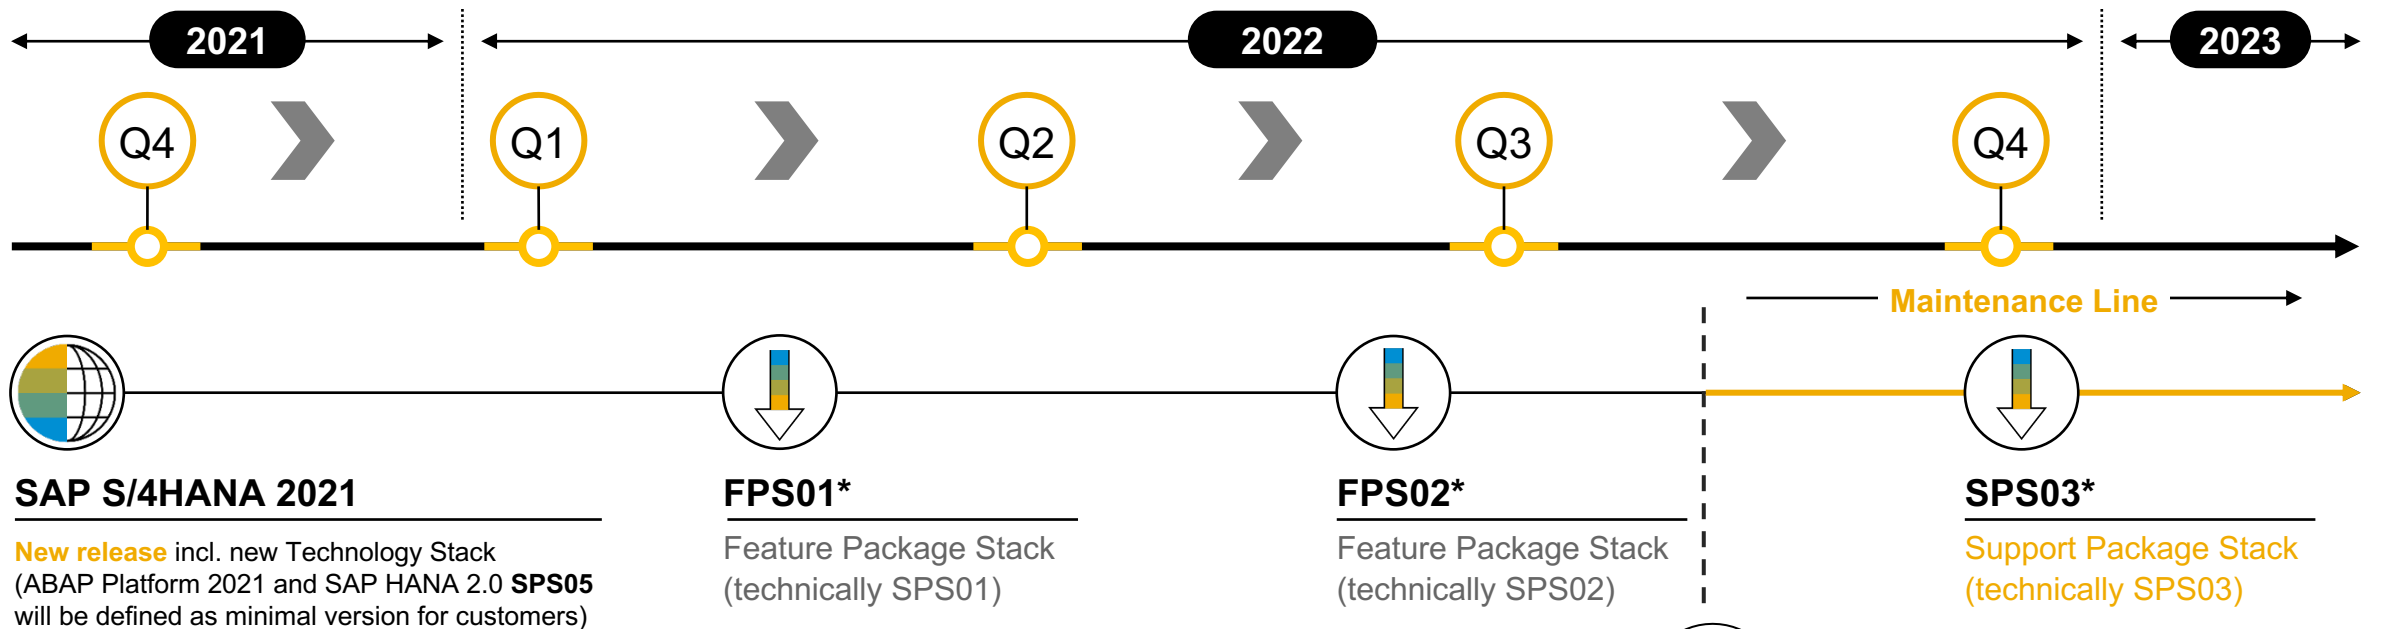 2021
2022
2023
Q4
Q1
Q2
Q3
Q4
Maintenance Line
SAP S/4HANA 2021
New release incl. new Technology Stack
(ABAP Platform 2021 and SAP HANA 2.0 SPS05
will be defined as minimal version for customers)
FPS01*
Feature Package Stack
(technically SPS01)
FPS02*
Feature Package Stack
(technically SPS02)
SPS03*
Support Package Stack
(technically SPS03)